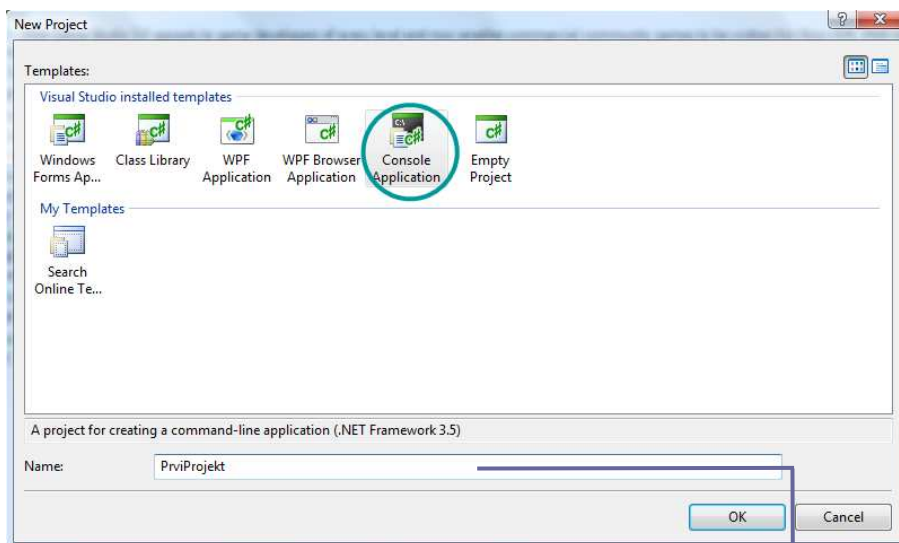 New Project
Templates:
Visual Studio installed templates
Windows Forms Ap...
Class Library
WPF Application
WPF Browser Application
Console Application
Empty Project
My Templates
Search Online Te...
A project for creating a command-line application (.NET Framework 3.5)
Name:
PrviProjekt
OK
Cancel